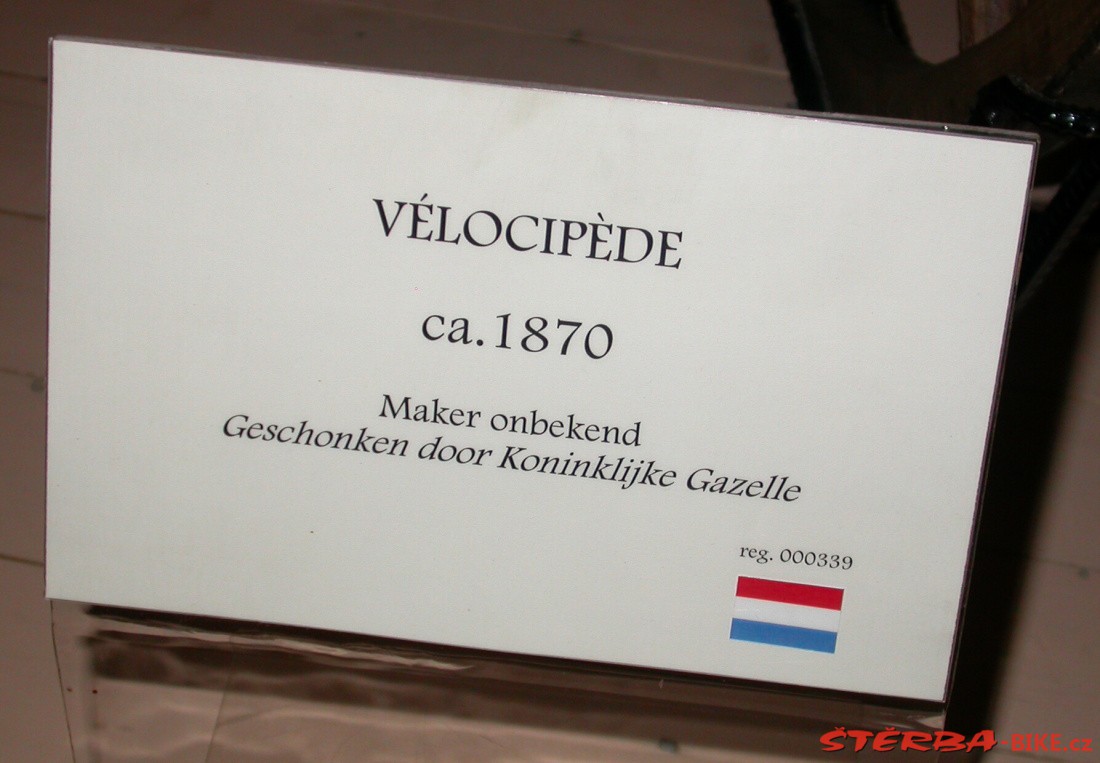 VÉLOCIPÈDE
ca.1870
Maker onbekend
Geschonken door Koninklijke Gazelle
reg. 000339
ŠTĚRBA-BIKE.cz